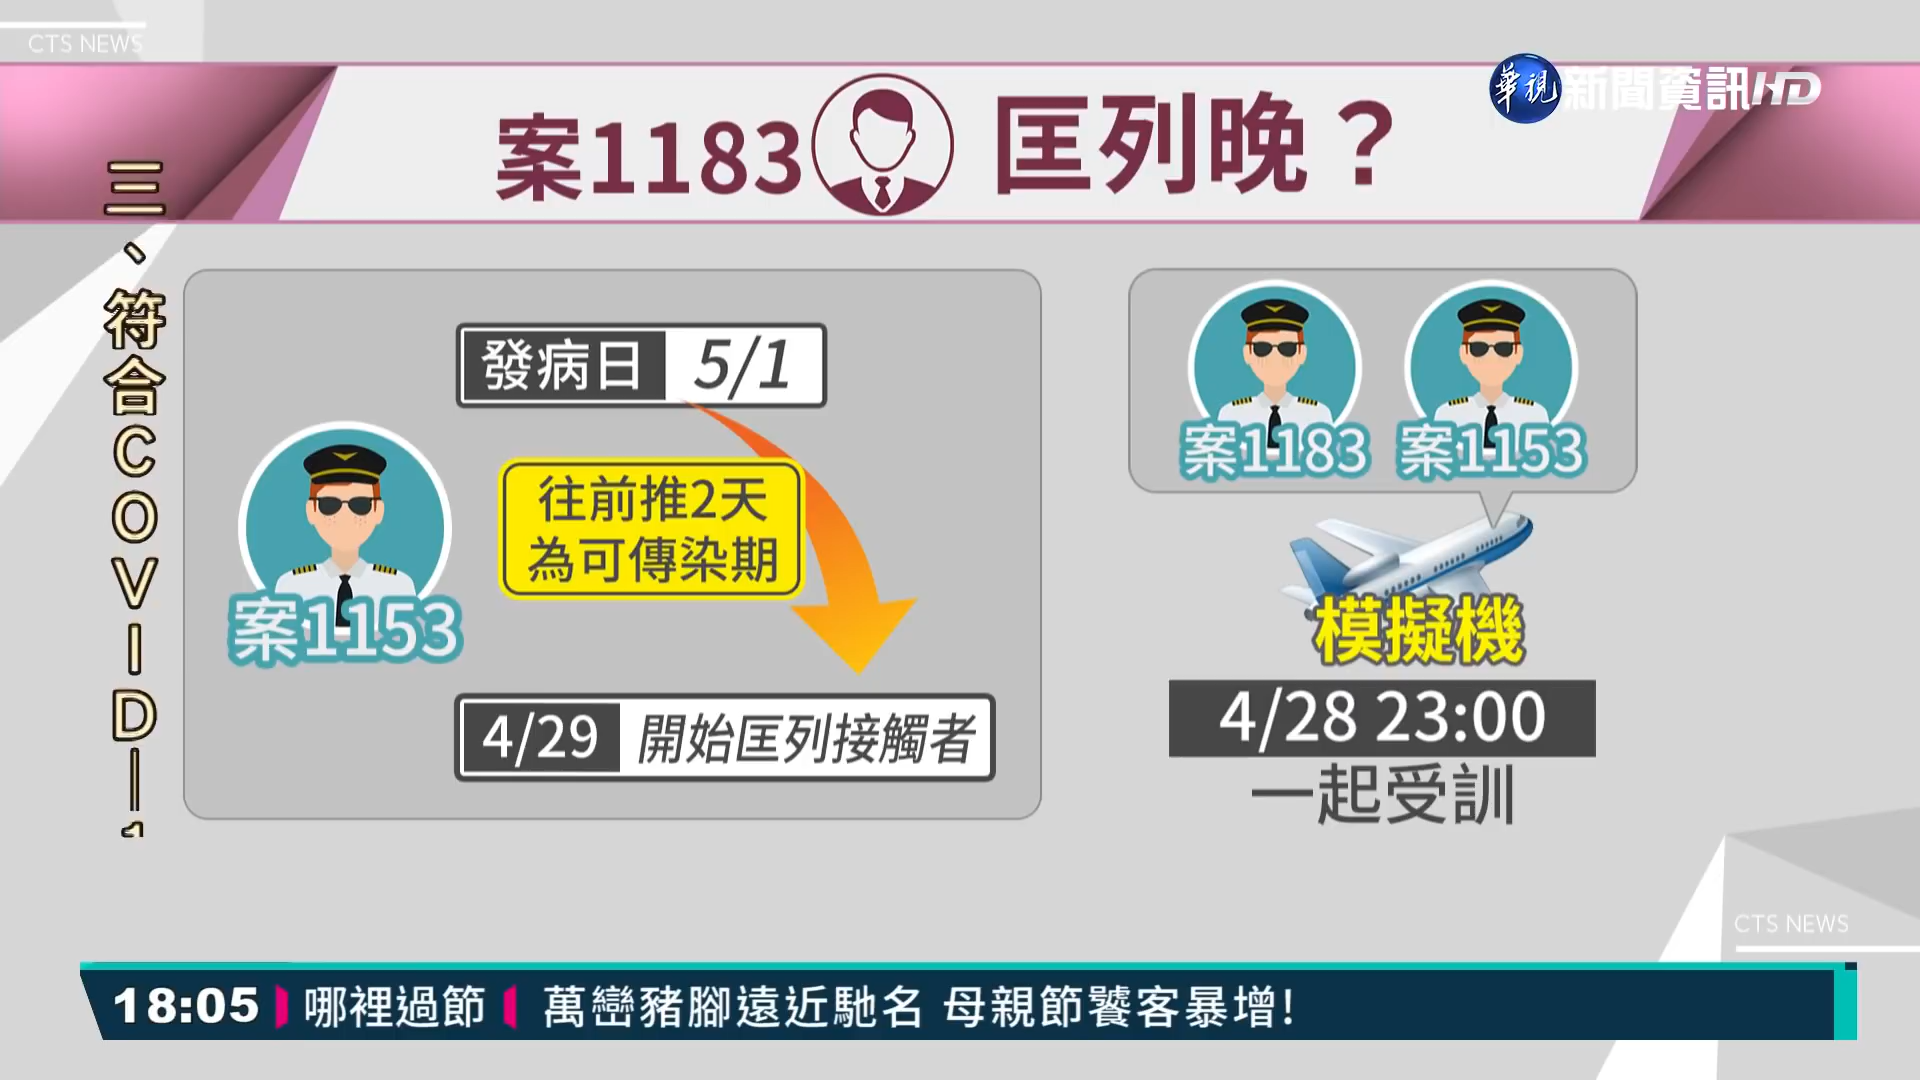 CTS NEWS
華視新聞資訊HD
案1183 匡列晚？
三、符合COVID-1
發病日 5/1
往前推2天
為可傳染期
案1153
4/29 開始匡列接觸者
案1183 案1153
模擬機
4/28 23:00
一起受訓
CTS NEWS
18:05 哪裡過節 萬巒豬腳遠近馳名 母親節饕客暴增!